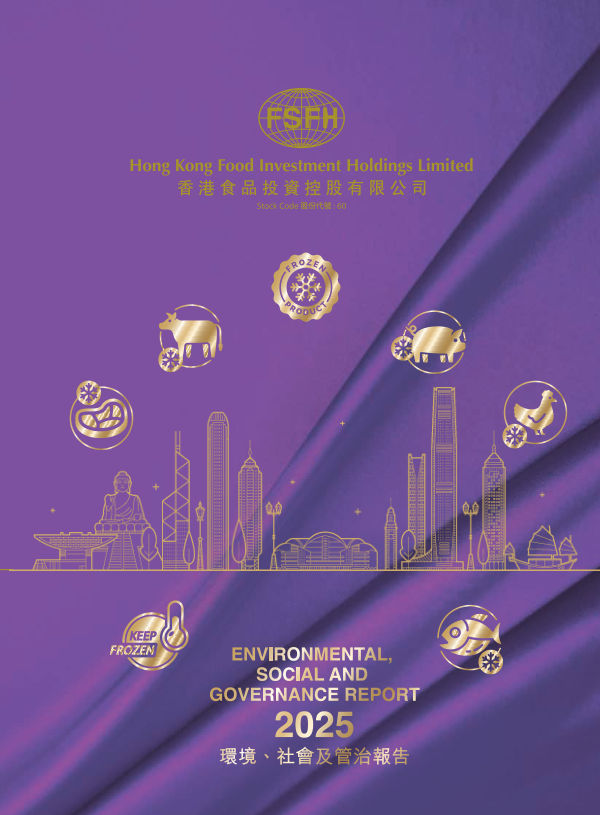 FSFH
Hong Kong Food Investment Holdings Limited
香港食品投資控股有限公司
Stock Code 股份代號 : 60
FROZEN
PRODUCT
KEEP
FROZEN
ENVIRONMENTAL,
SOCIAL AND
GOVERNANCE REPORT
2025
環境、社會及管治報告